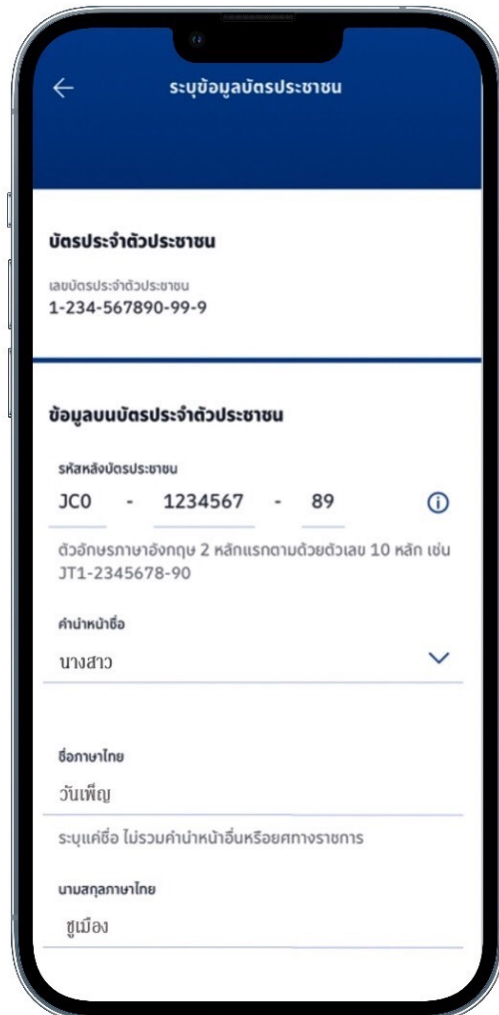 ระบุข้อมูลบัตรประชาชน
บัตรประจำตัวประชาชน
เลขบัตรประจำตัวประชาชน
1-234-567890-99-9
ข้อมูลบนบัตรประจำตัวประชาชน
รหัสหลังบัตรประชาชน
JC0 - 1234567 - 89
ตัวอักษรภาษาอังกฤษ 2 หลักแรกตามด้วยตัวเลข 10 หลัก เช่น
JT1-2345678-90
คำนำหน้าชื่อ
นางสาว
ชื่อภาษาไทย
วันเพ็ญ
ระบุแค่ชื่อ ไม่รวมคำนำหน้าอื่นหรือยศทางราชการ
นามสกุลภาษาไทย
ชูเมือง